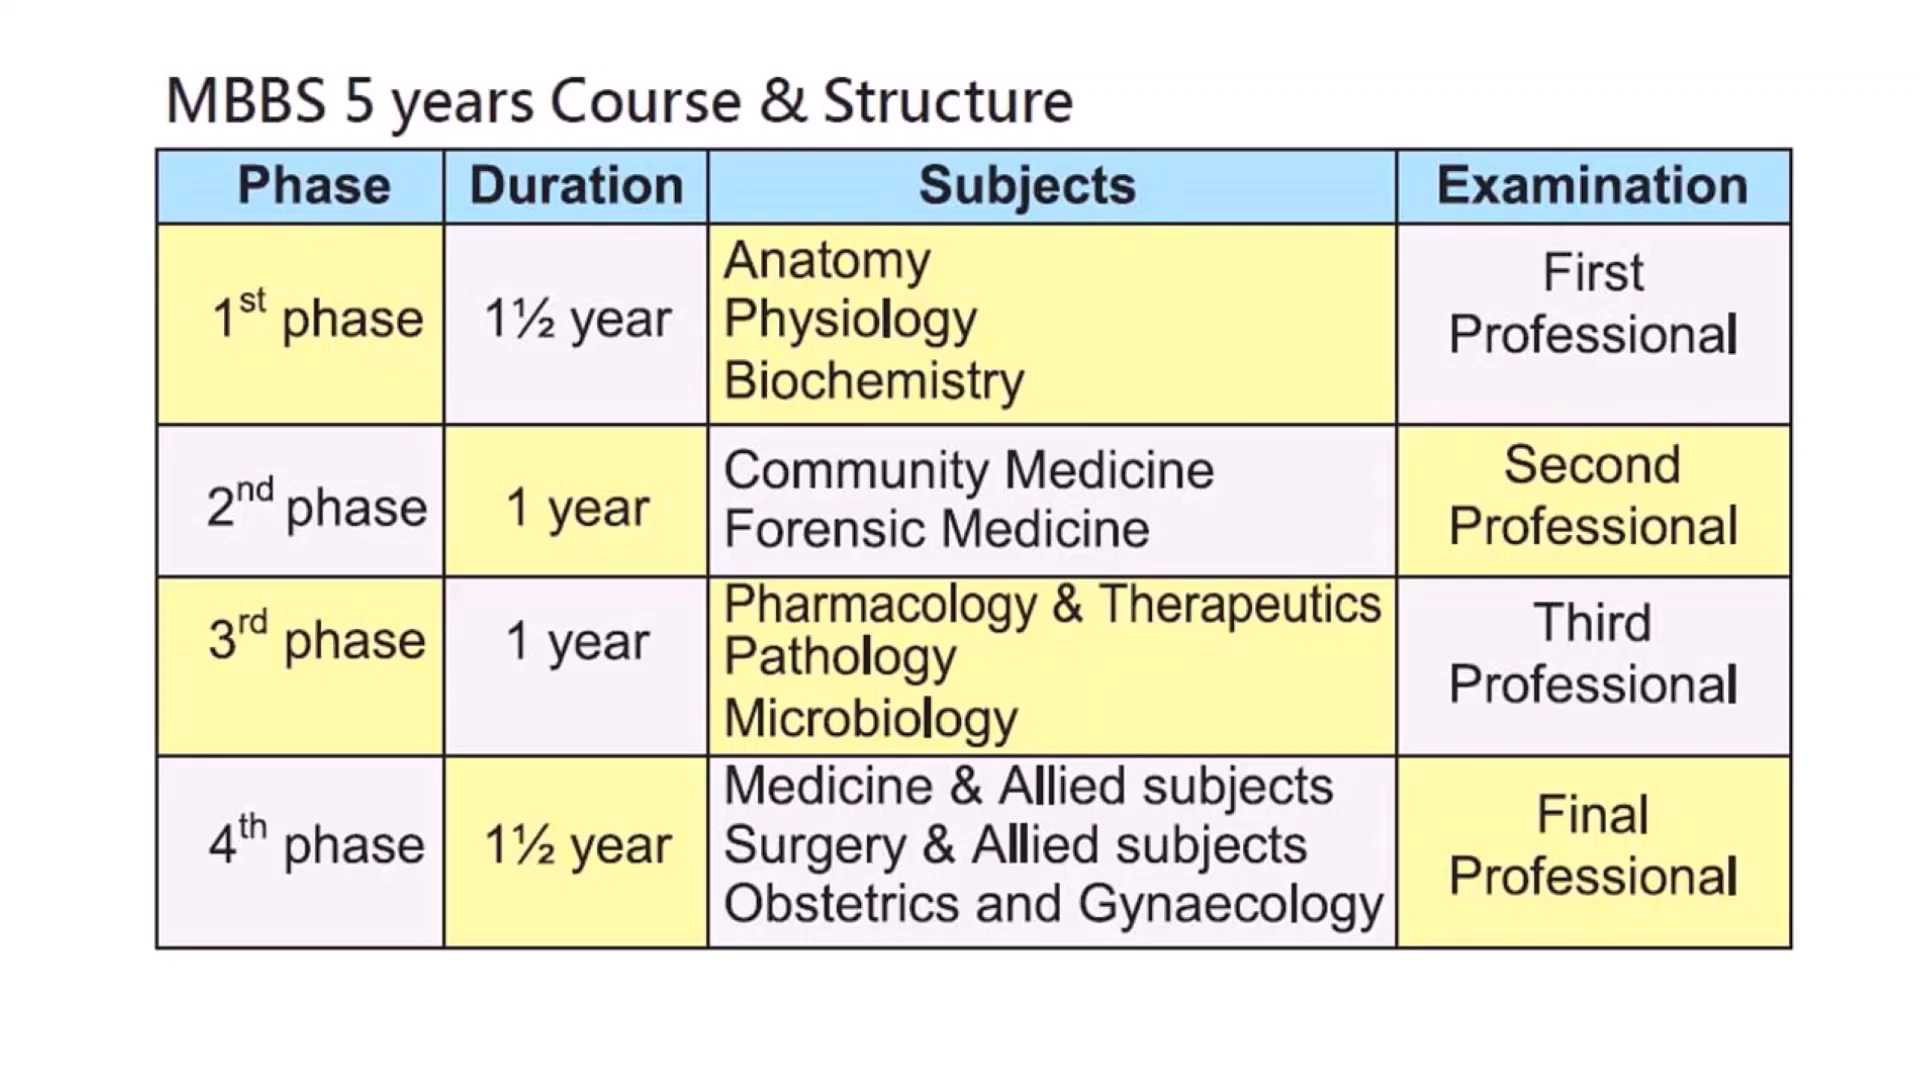 MBBS 5 years Course & Structure
Phase Duration Subjects Examination
1st phase 1½ year Anatomy
Physiology
Biochemistry
First
Professional
2nd phase 1 year Community Medicine
Forensic Medicine
Second
Professional
3rd phase 1 year Pharmacology & Therapeutics
Pathology
Microbiology
Third
Professional
4th phase 1½ year Medicine & Allied subjects
Surgery & Allied subjects
Obstetrics and Gynaecology
Final
Professional